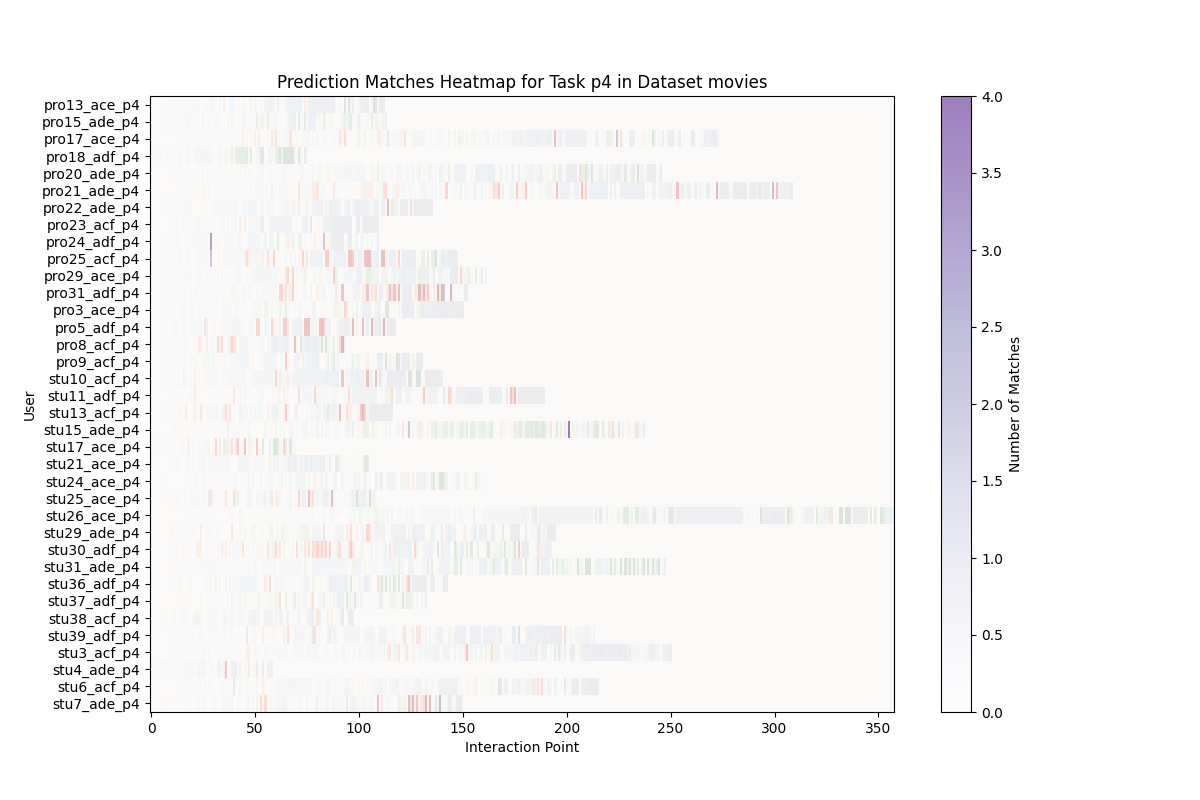 Prediction Matches Heatmap for Task p4 in Dataset movies
User
pro13_ace_p4
pro15_ade_p4
pro17_ace_p4
pro18_adf_p4
pro20_ade_p4
pro21_ade_p4
pro22_ade_p4
pro23_acf_p4
pro24_adf_p4
pro25_acf_p4
pro29_ace_p4
pro31_adf_p4
pro3_ace_p4
pro5_adf_p4
pro8_acf_p4
pro9_acf_p4
stu10_acf_p4
stu11_adf_p4
stu13_acf_p4
stu15_ade_p4
stu17_ace_p4
stu21_ace_p4
stu24_ace_p4
stu25_ace_p4
stu26_ace_p4
stu29_ade_p4
stu30_adf_p4
stu31_ade_p4
stu36_adf_p4
stu37_adf_p4
stu38_acf_p4
stu39_adf_p4
stu3_acf_p4
stu4_ade_p4
stu6_acf_p4
stu7_ade_p4
0 50 100 150 200 250 300 350
Interaction Point
4.0
3.5
3.0
2.5
2.0
1.5
1.0
0.5
0.0
Number of Matches